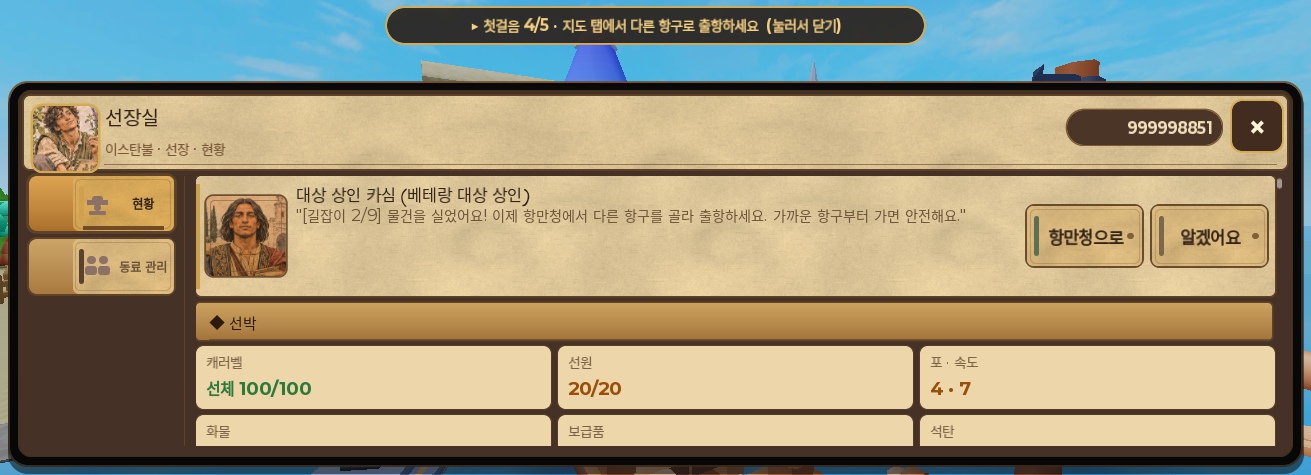 ▸ 첫걸음 4/5 · 지도 탭에서 다른 항구로 출항하세요 (눌러서 닫기)
선장실
이스탄불 · 선장 · 현황
999998851
×
현황
동료 관리
대상 상인 카심 (베테랑 대상 상인)
"[길잡이 2/9] 물건을 실었어요! 이제 항만청에서 다른 항구를 골라 출항하세요. 가까운 항구부터 가면 안전해요."
항만청으로
알겠어요
◆ 선박
캐러벨
선체 100/100
선원
20/20
포 · 속도
4 · 7
화물
보급품
석탄